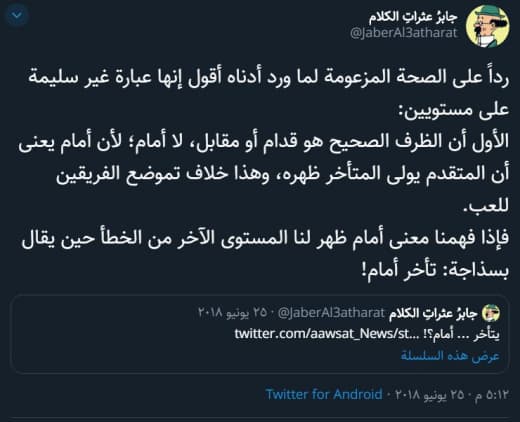 جابرُ عثراتِ الكلام
@JaberAl3atharat
رداً على الصحة المزعومة لما ورد أدناه أقول إنها عبارة غير سليمة
على مستويين:
الأول أن الظرف الصحيح هو قدام أو مقابل، لا أمام؛ لأن أمام يعنى
أن المتقدم يولى المتأخر ظهره، وهذا خلاف تموضع الفريقين
للعب.
فإذا فهمنا معنى أمام ظهر لنا المستوى الآخر من الخطأ حين يقال
بسذاجة: تأخر أمام!
جابرُ عثراتِ الكلام @JaberAl3atharat · ٢٥ يونيو ٢٠١٨
يتأخر ... أمام؟! ...twitter.com/aawsat_News/st
عرض هذه السلسلة
٥:١٢ م · ٢٥ يونيو ٢٠١٨ · Twitter for Android